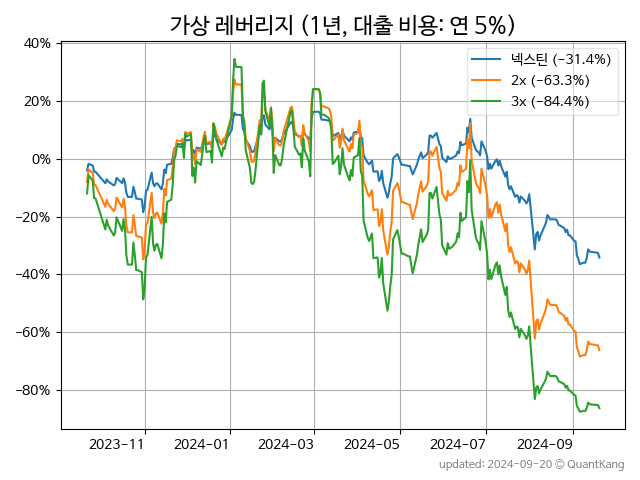 가상 레버리지 (1년, 대출 비용: 연 5%)
40%
20%
0%
−20%
−40%
−60%
−80%
넥스틴 (−31.4%)
2x (−63.3%)
3x (−84.4%)
2023-11
2024-01
2024-03
2024-05
2024-07
2024-09
updated: 2024-09-20 @ QuantKang